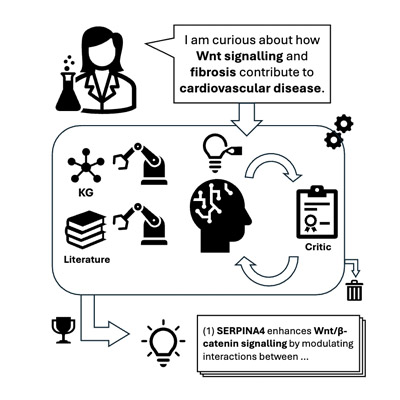 I am curious about how
Wnt signalling and
fibrosis contribute to
cardiovascular disease.
KG
Literature
Critic
(1) SERPINA4 enhances Wnt/β-
catenin signalling by modulating
interactions between ...